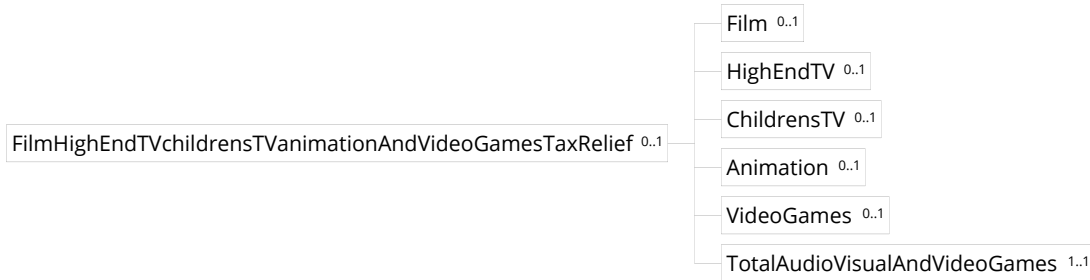 Film 0..1
HighEndTV 0..1
ChildrensTV 0..1
FilmHighEndTVchildrensTVanimationAndVideoGamesTaxRelief 0..1
Animation 0..1
VideoGames 0..1
TotalAudioVisualAndVideoGames 1..1